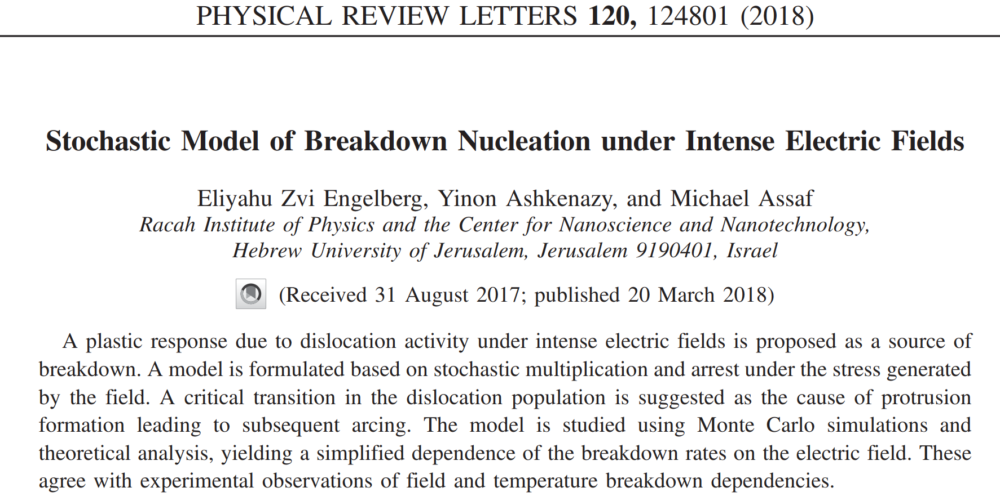 PHYSICAL REVIEW LETTERS 120, 124801 (2018)
Stochastic Model of Breakdown Nucleation under Intense Electric Fields
Eliyahu Zvi Engelberg, Yinon Ashkenazy, and Michael Assaf
Racah Institute of Physics and the Center for Nanoscience and Nanotechnology,
Hebrew University of Jerusalem, Jerusalem 9190401, Israel
(Received 31 August 2017; published 20 March 2018)
A plastic response due to dislocation activity under intense electric fields is proposed as a source of
breakdown. A model is formulated based on stochastic multiplication and arrest under the stress generated
by the field. A critical transition in the dislocation population is suggested as the cause of protrusion
formation leading to subsequent arcing. The model is studied using Monte Carlo simulations and
theoretical analysis, yielding a simplified dependence of the breakdown rates on the electric field. These
agree with experimental observations of field and temperature breakdown dependencies.